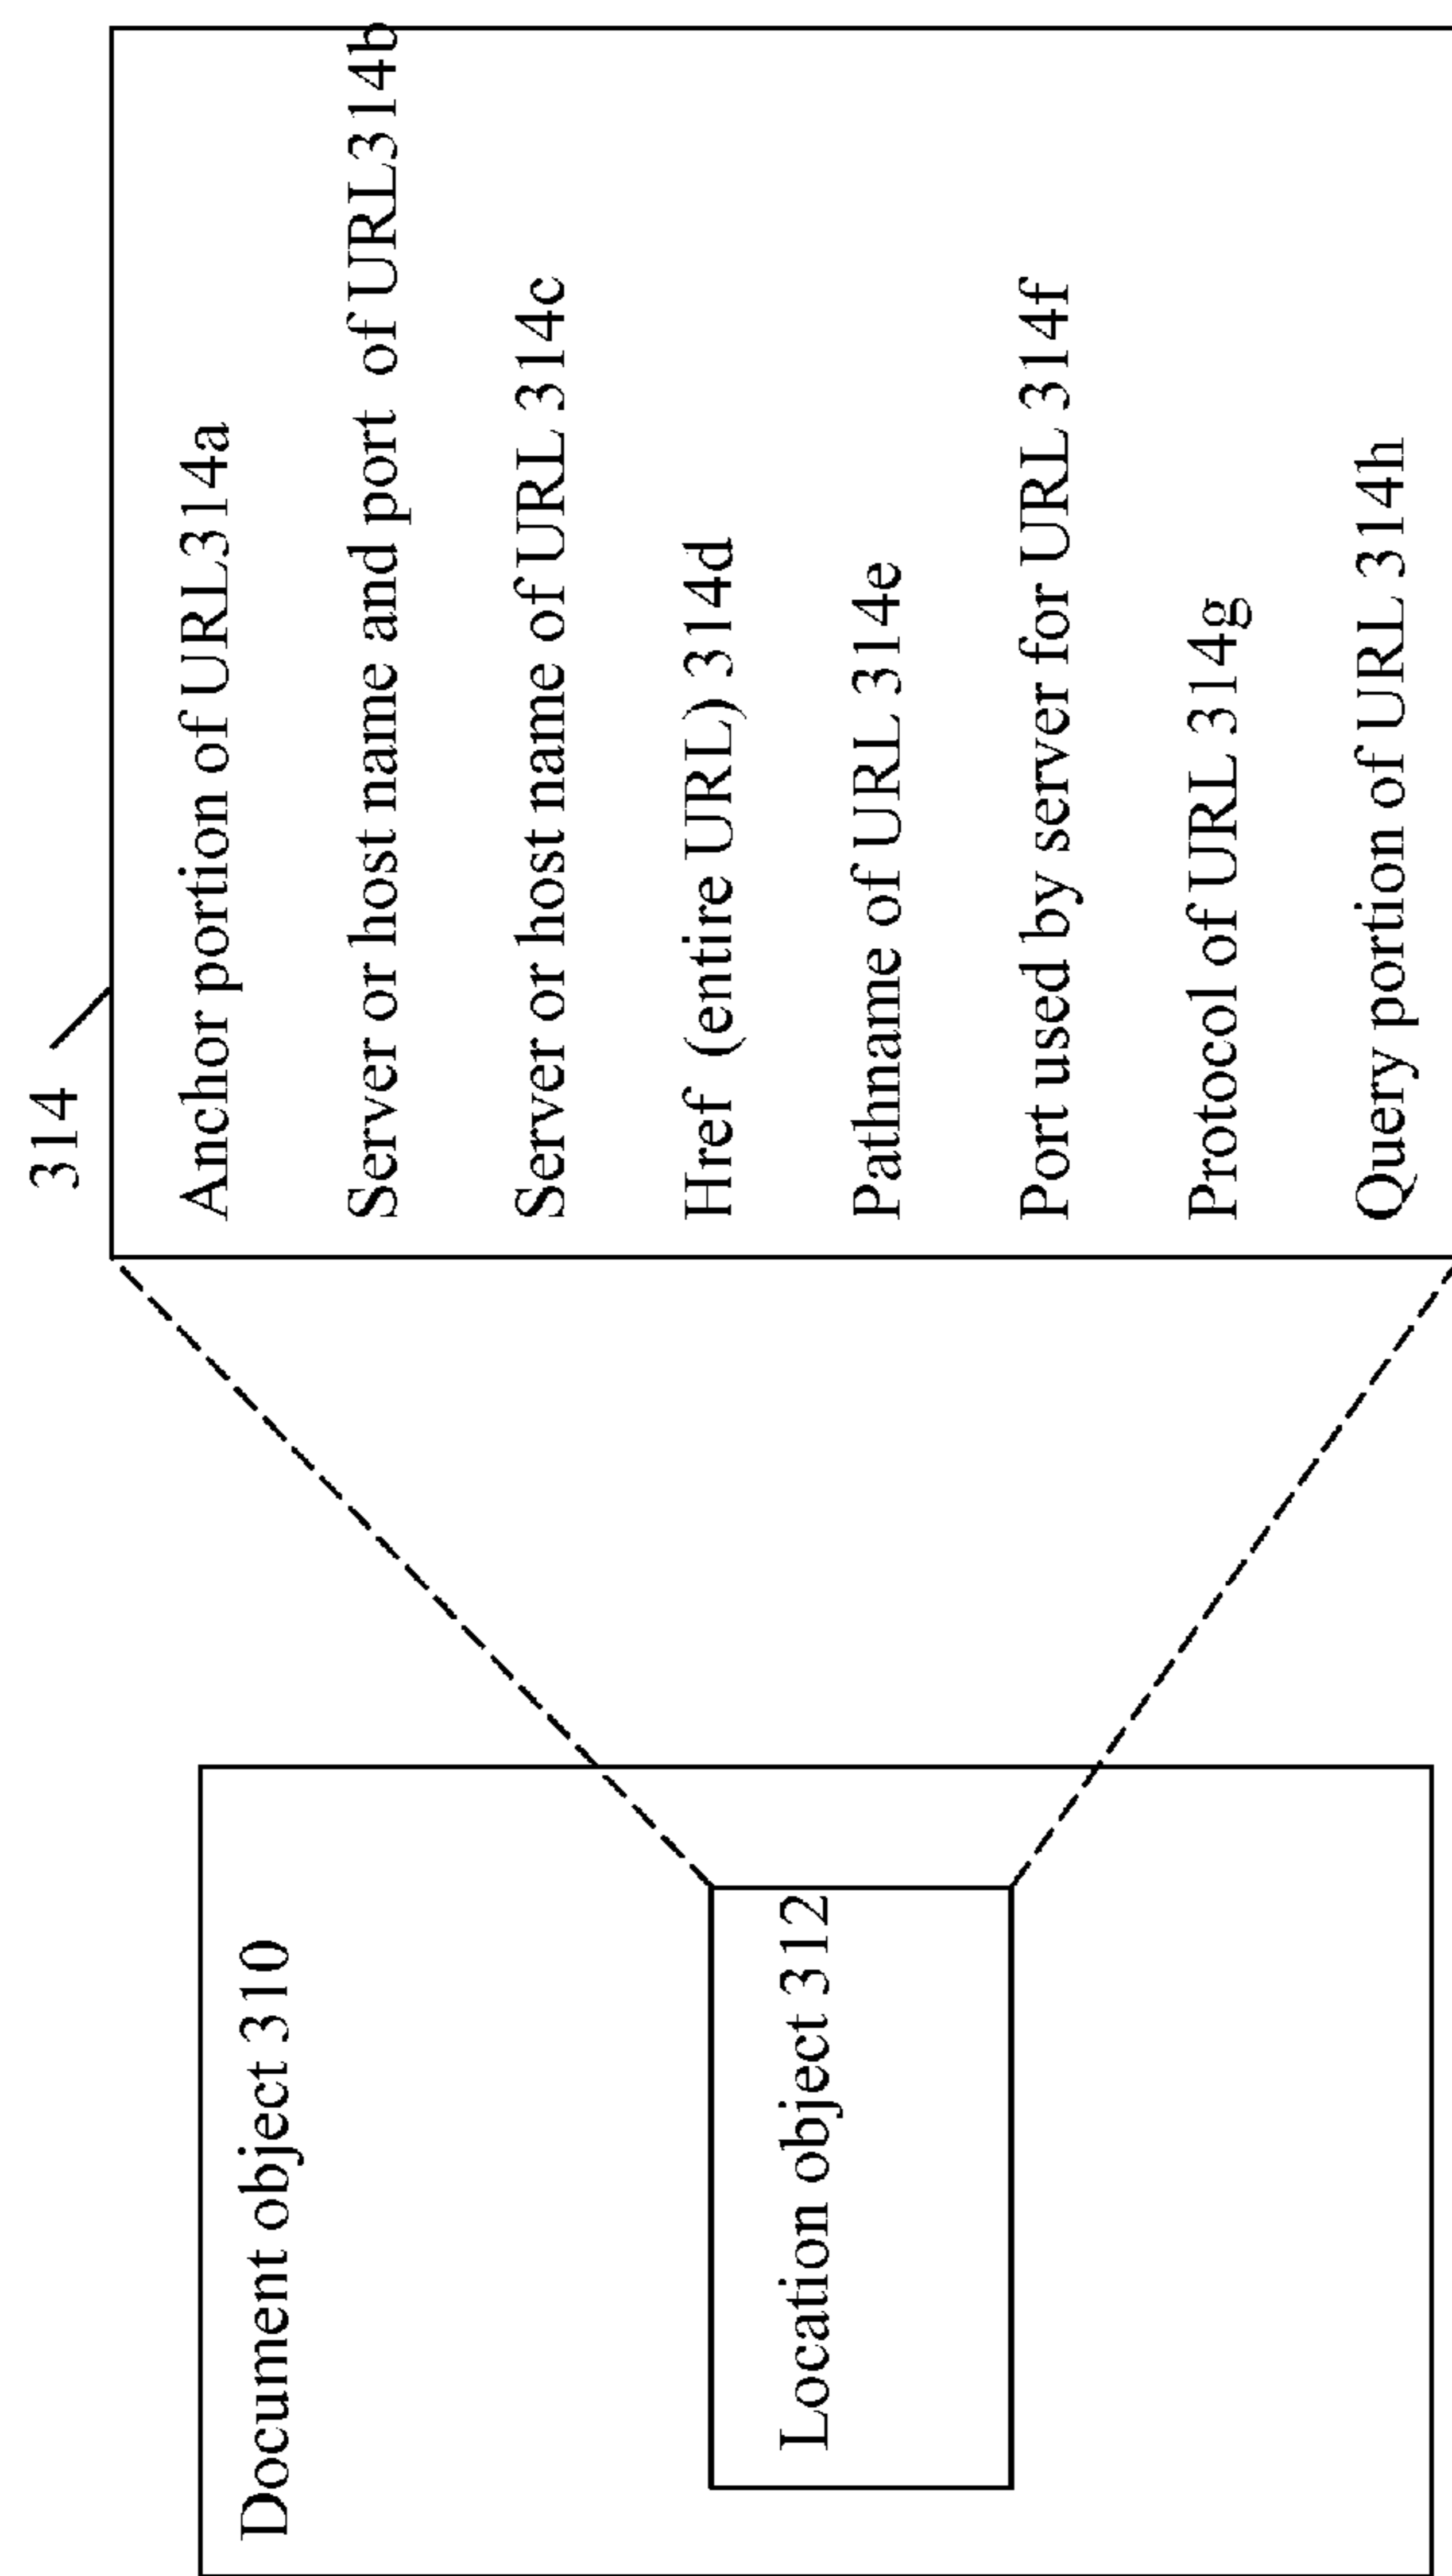 Document object 310
Location object 312
314
Anchor portion of URL314a
Server or host name and port of URL314b
Server or host name of URL 314c
Href (entire URL) 314d
Pathname of URL 314e
Port used by server for URL 314f
Protocol of URL 314g
Query portion of URL 314h